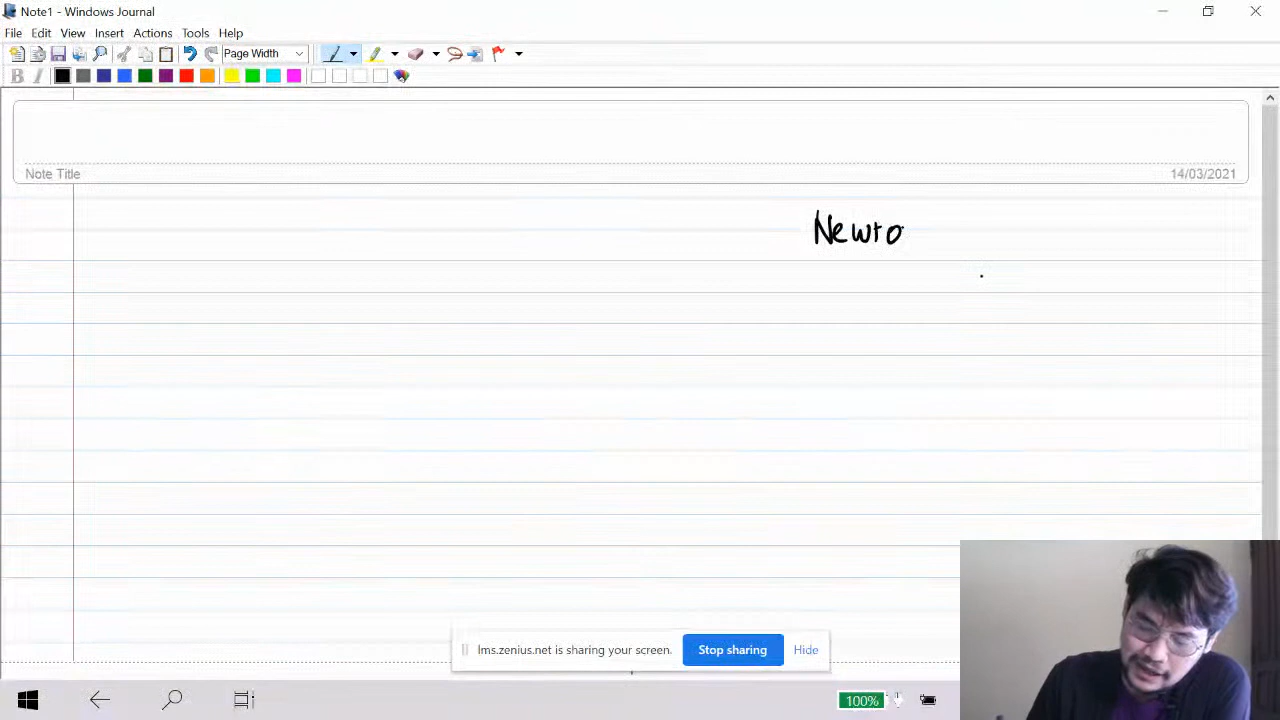 Note1 - Windows Journal
File Edit View Insert Actions Tools Help
Page Width
B I
Note Title
14/03/2021
Newto
lms.zenius.net is sharing your screen. Stop sharing Hide
100%